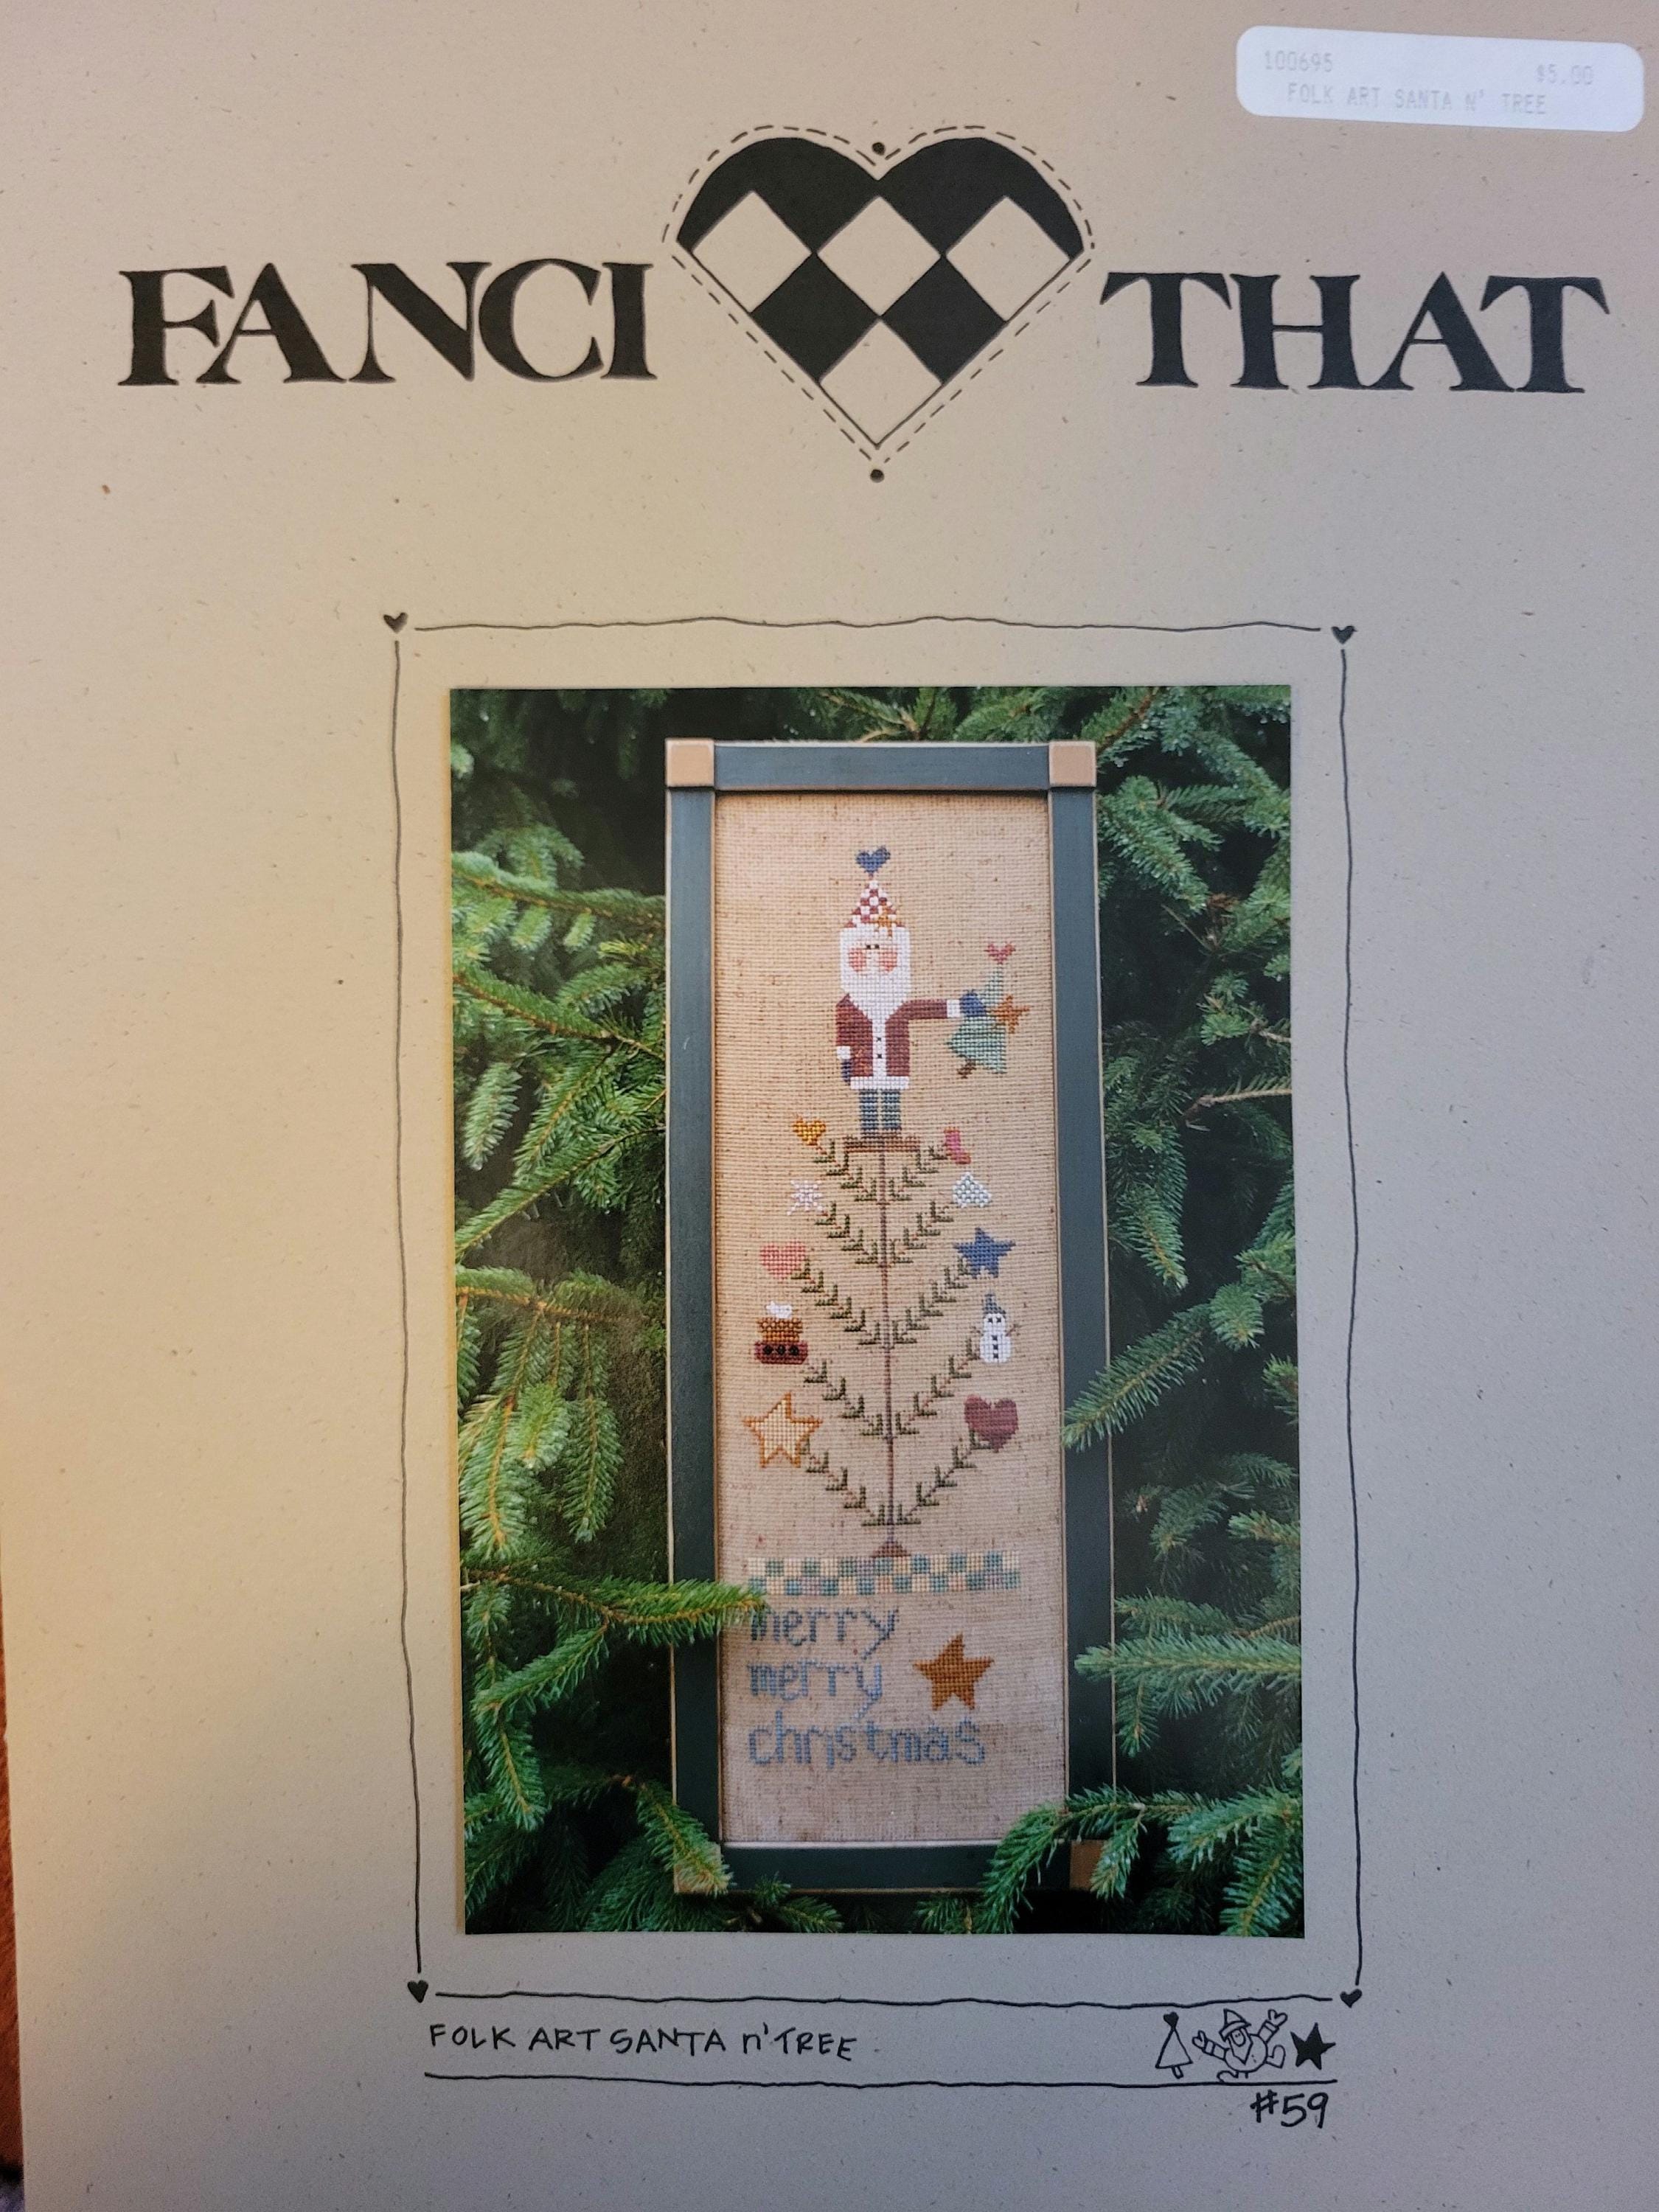 100695 $5.00
FOLK ART SANTA N' TREE
FANCI THAT
merry
merry
christmas
FOLK ART SANTA n' TREE
#59